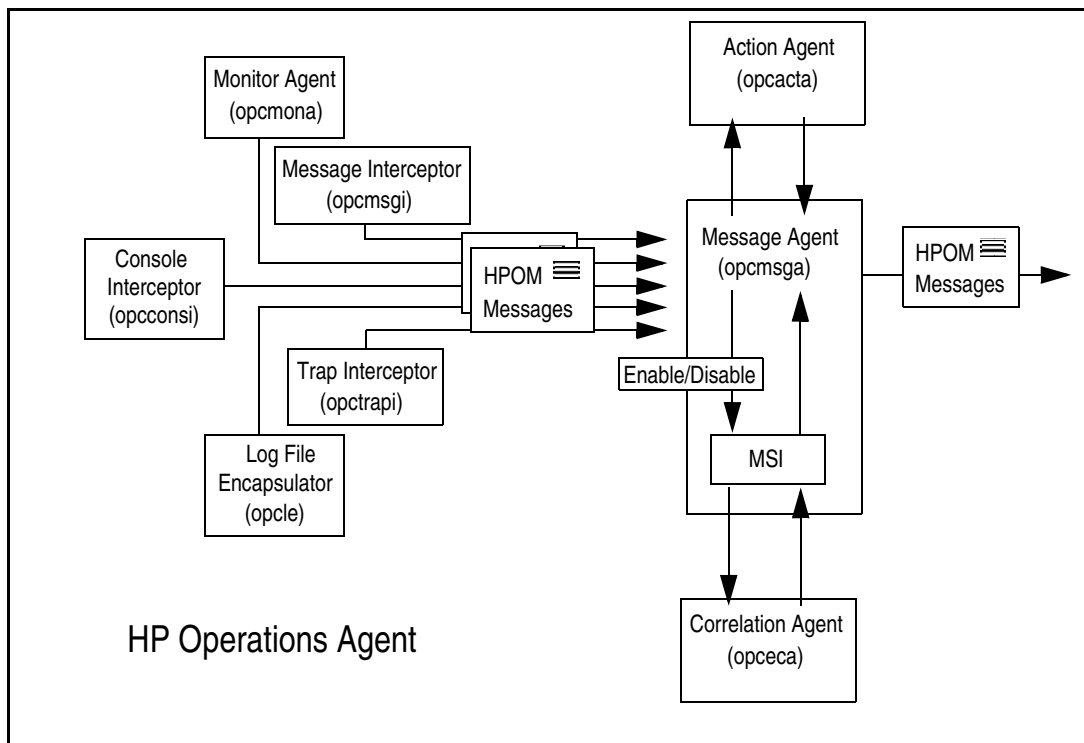 Action Agent
(opcacta)
Monitor Agent
(opcmona)
Message Interceptor
(opcmsgi)
Console
Interceptor
(opcconsi)
HPOM
Messages
Message Agent
(opcmsga)
HPOM
Messages
Trap Interceptor
(opctrapi)
Enable/Disable
Log File
Encapsulator
(opcle)
MSI
HP Operations Agent
Correlation Agent
(opceca)